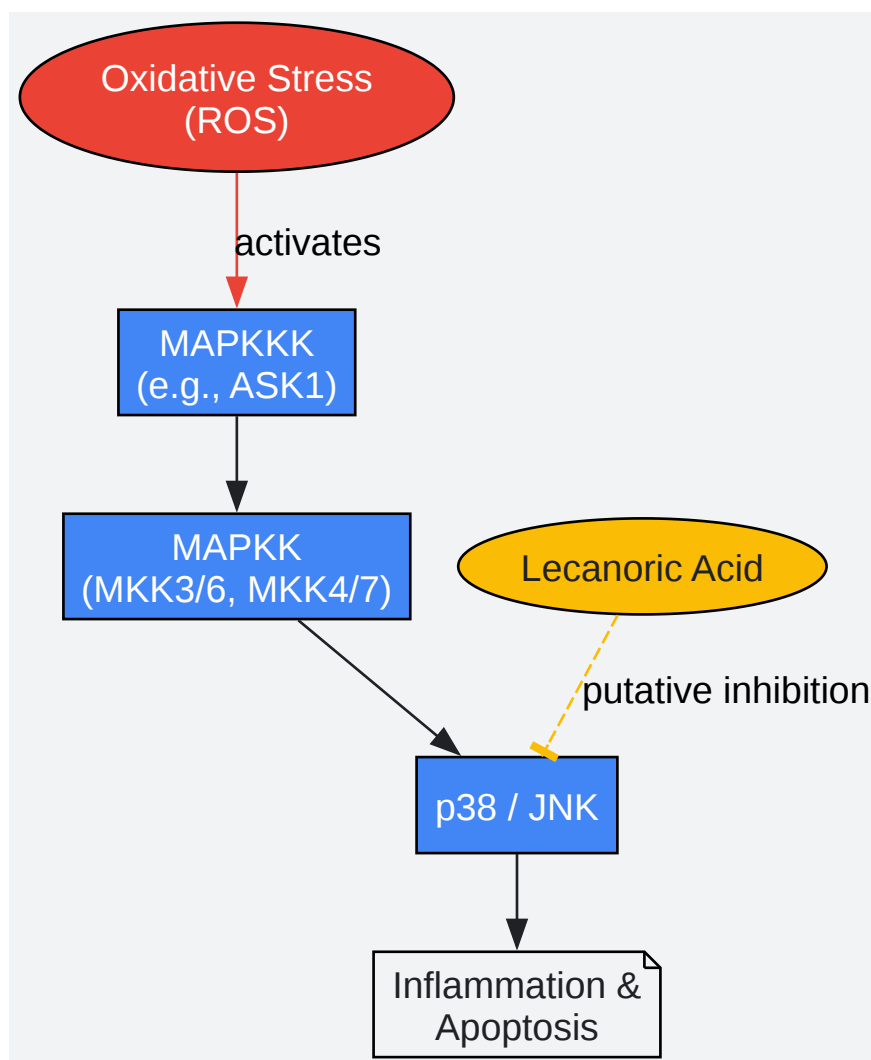 Oxidative Stress
(ROS)
activates
MAPKKK
(e.g., ASK1)
MAPKK
(MKK3/6, MKK4/7)
Lecanoric Acid
putative inhibition
p38 / JNK
Inflammation &
Apoptosis